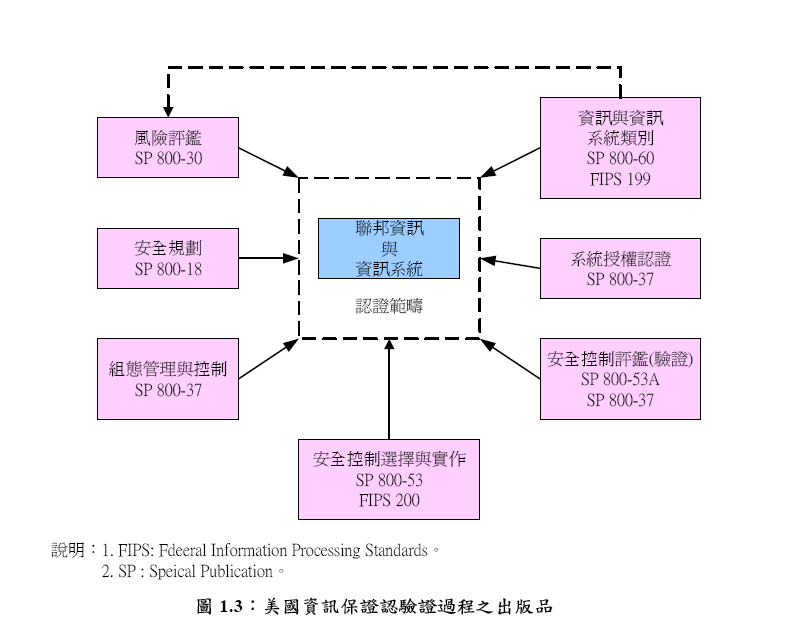 風險評鑑
SP 800-30
資訊與資訊
系統類別
SP 800-60
FIPS 199
聯邦資訊
與
資訊系統
認證範疇
安全規劃
SP 800-18
系統授權認證
SP 800-37
組態管理與控制
SP 800-37
安全控制評鑑(驗證)
SP 800-53A
SP 800-37
安全控制選擇與實作
SP 800-53
FIPS 200
說明：1. FIPS: Fdeeral Information Processing Standards。
2. SP : Speical Publication。
圖 1.3：美國資訊保證認驗證過程之出版品